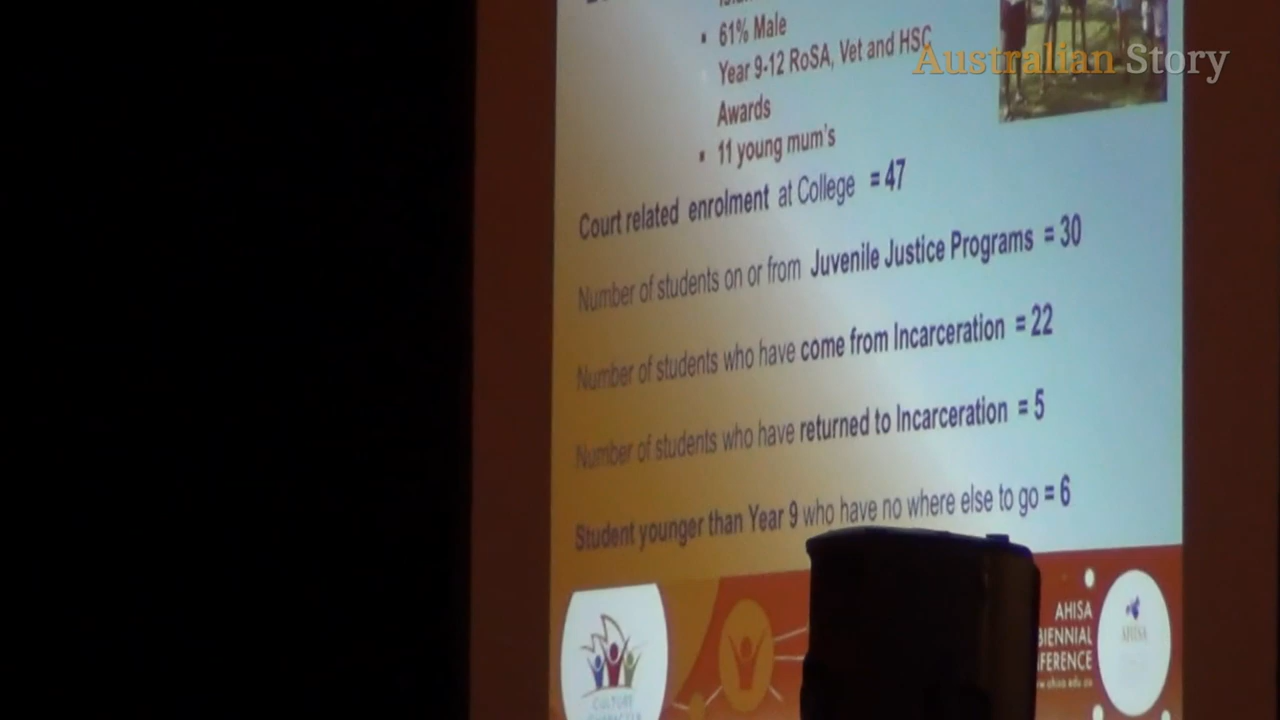 61% Male
Australian Story
Year 9-12 RoSA, Vet and HSC
Awards
11 young mum's
Court related enrolment at College = 47
Number of students on or from Juvenile Justice Programs = 30
Number of students who have come from Incarceration = 22
Number of students who have returned to Incarceration = 5
Student younger than Year 9 who have no where else to go = 6
AHISA
BIENNIAL
AHISA
CULTURE